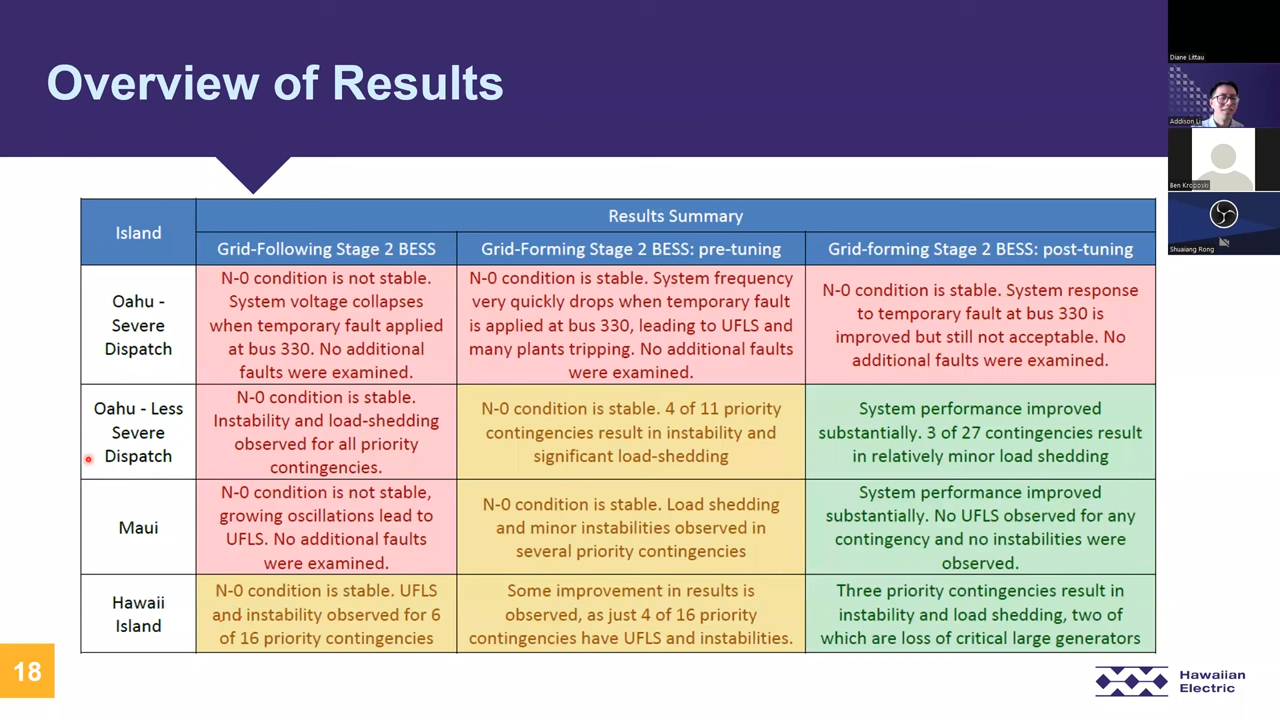 Overview of Results
Island
Results Summary
Grid-Following Stage 2 BESS
Grid-Forming Stage 2 BESS: pre-tuning
Grid-forming Stage 2 BESS: post-tuning
Oahu -
Severe
Dispatch
N-0 condition is not stable.
System voltage collapses
when temporary fault applied
at bus 330. No additional
faults were examined.
N-0 condition is stable. System frequency
very quickly drops when temporary fault
is applied at bus 330, leading to UFLS and
many plants tripping. No additional faults
were examined.
N-0 condition is stable. System response
to temporary fault at bus 330 is
improved but still not acceptable. No
additional faults were examined.
Oahu - Less
Severe
Dispatch
N-0 condition is stable.
Instability and load-shedding
observed for all priority
contingencies.
N-0 condition is stable. 4 of 11 priority
contingencies result in instability and
significant load-shedding
System performance improved
substantially. 3 of 27 contingencies result
in relatively minor load shedding
Maui
N-0 condition is not stable,
growing oscillations lead to
UFLS. No additional faults
were examined.
N-0 condition is stable. Load shedding
and minor instabilities observed in
several priority contingencies
System performance improved
substantially. No UFLS observed for any
contingency and no instabilities were
observed.
Hawaii
Island
N-0 condition is stable. UFLS
and instability observed for 6
of 16 priority contingencies
Some improvement in results is
observed, as just 4 of 16 priority
contingencies have UFLS and instabilities.
Three priority contingencies result in
instability and load shedding, two of
which are loss of critical large generators
18
Hawaiian
Electric
Diane Littau
Addison Li
Ben Kroposki
Shuaiang Rong